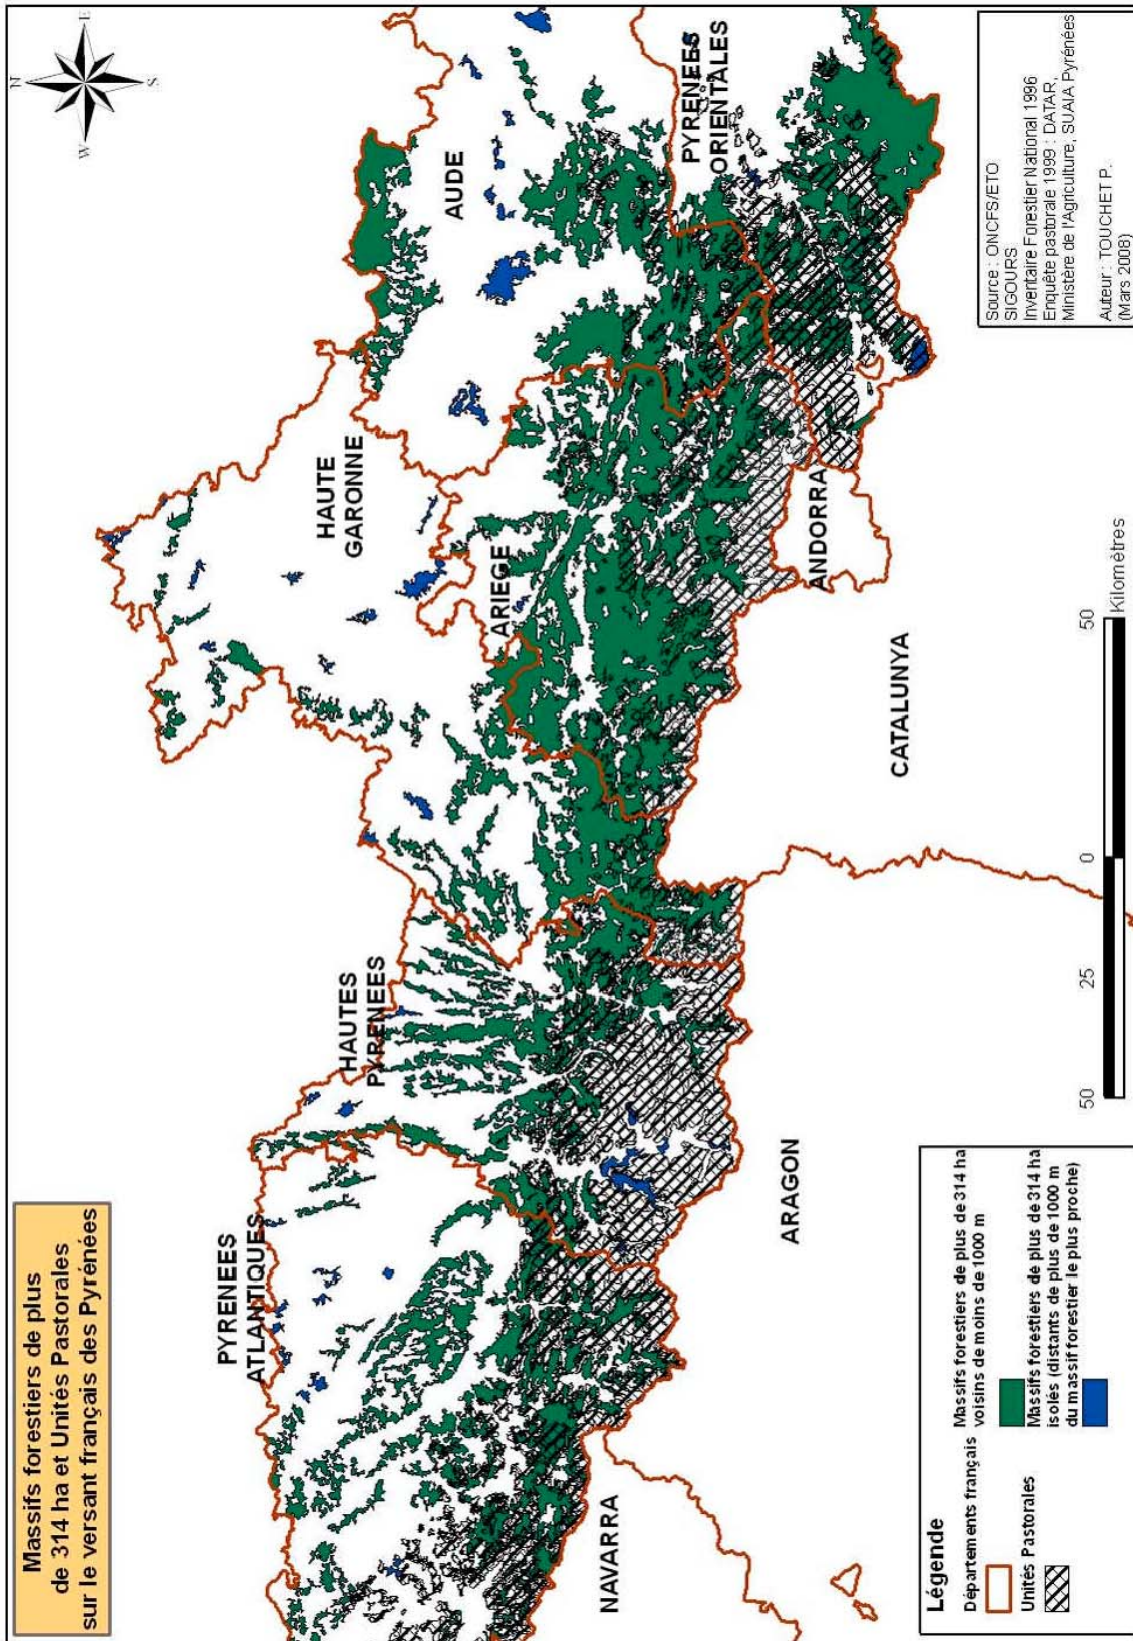 Massifs forestiers de plus
de 314 ha et Unités Pastorales
sur le versant français des Pyrénées
N
W
E
S
PYRENEES
ATLANTIQUES
HAUTES
PYRENEES
HAUTE
GARONNE
AUDE
ARIEGE
PYRENEES
ORIENTALES
NAVARRA
ARAGON
CATALUNYA
ANDORRA
Légende
Départements français
Unités Pastorales
Massifs forestiers de plus de 314 ha
voisins de moins de 1000 m
Massifs forestiers de plus de 314 ha
isolés (distants de plus de 1000 m
du massif forestier le plus proche)
50
25
0
50
Kilomètres
Source : ONCFS/ETO
SIGOURS
Inventaire Forestier National 1996
Enquête pastorale 1999 : DATAR,
Ministère de l'Agriculture, SUAIA Pyrénées
Auteur : TOUCHET P.
(Mars 2008)